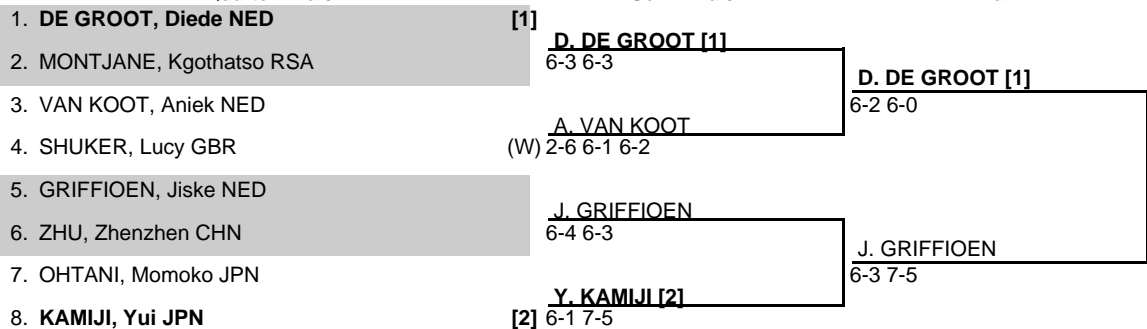 1. DE GROOT, Diede NED [1]
D. DE GROOT [1]
2. MONTJANE, Kgothatso RSA
6-3 6-3
D. DE GROOT [1]
3. VAN KOOT, Aniek NED
6-2 6-0
A. VAN KOOT
4. SHUKER, Lucy GBR (W)
2-6 6-1 6-2
5. GRIFFIOEN, Jiske NED
J. GRIFFIOEN
6. ZHU, Zhenzhen CHN
6-4 6-3
J. GRIFFIOEN
7. OHTANI, Momoko JPN
6-3 7-5
Y. KAMIJI [2]
8. KAMIJI, Yui JPN [2]
6-1 7-5